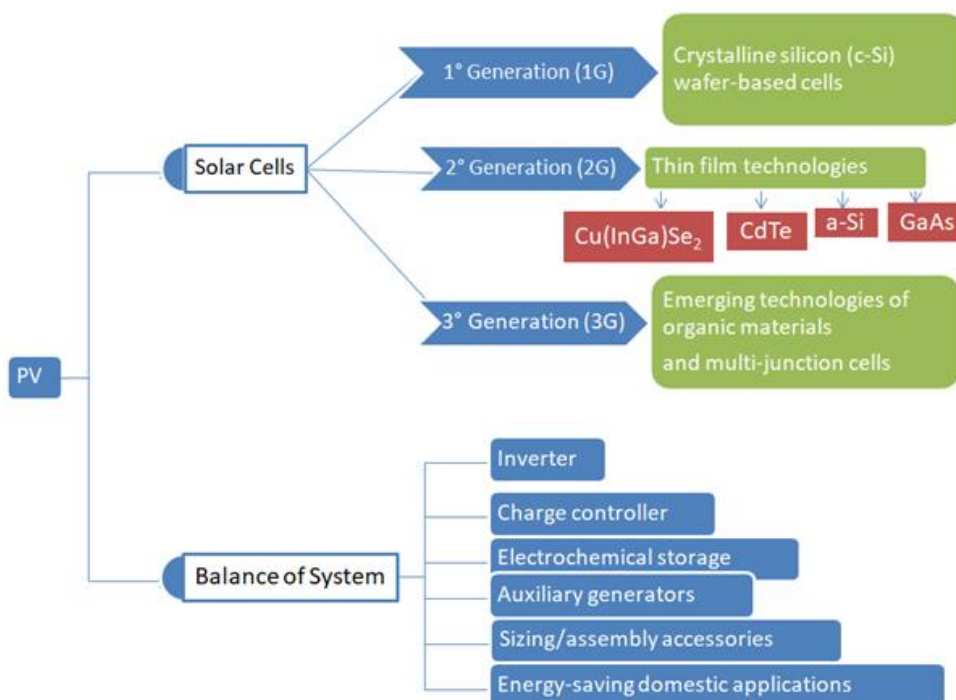 1° Generation (1G)
Crystalline silicon (c-Si)
wafer-based cells
Solar Cells
2° Generation (2G)
Thin film technologies
Cu(InGa)Se₂
CdTe
a-Si
GaAs
3° Generation (3G)
Emerging technologies of
organic materials
and multi-junction cells
PV
Inverter
Charge controller
Electrochemical storage
Balance of System
Auxiliary generators
Sizing/assembly accessories
Energy-saving domestic applications